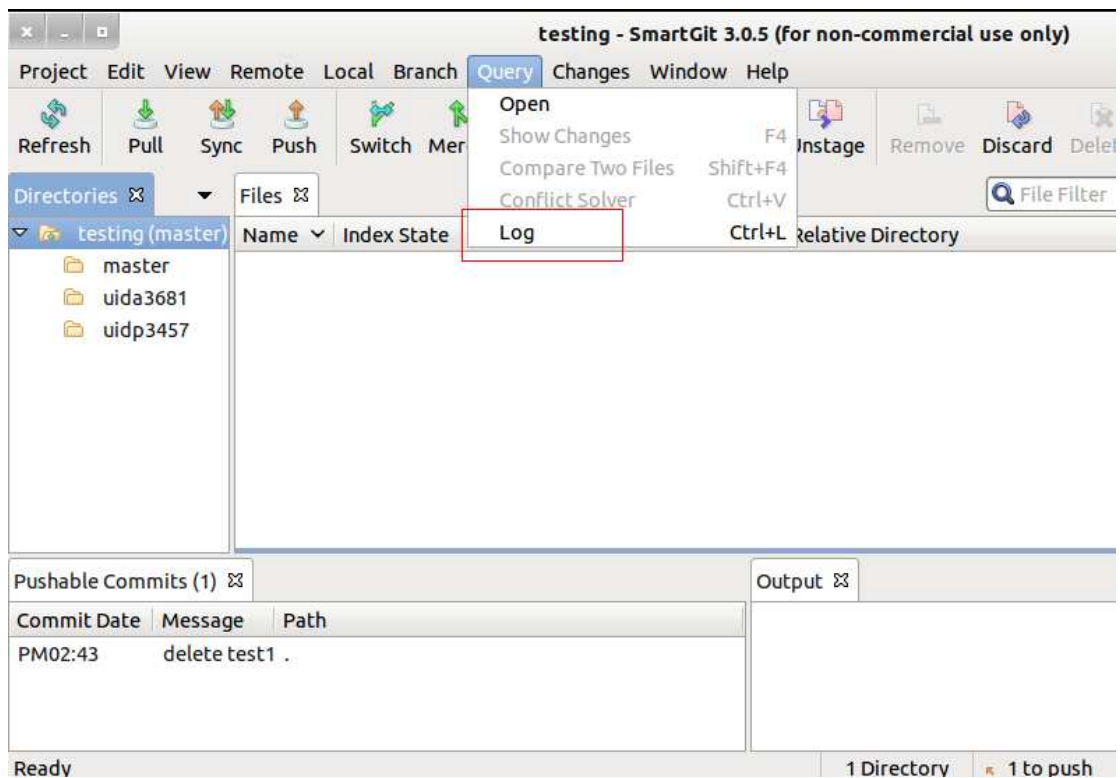 testing - SmartGit 3.0.5 (for non-commercial use only)
Project Edit View Remote Local Branch Query Changes Window Help
Refresh Pull Sync Push Switch Mer Unstage Remove Discard Delet
Open
Show Changes F4
Compare Two Files Shift+F4
Conflict Solver Ctrl+V
Log Ctrl+L
Directories Files File Filter
testing (master) Name Index State Relative Directory
master
uida3681
uidp3457
Pushable Commits (1) Output
Commit Date Message Path
PM02:43 delete test1 .
Ready 1 Directory 1 to push